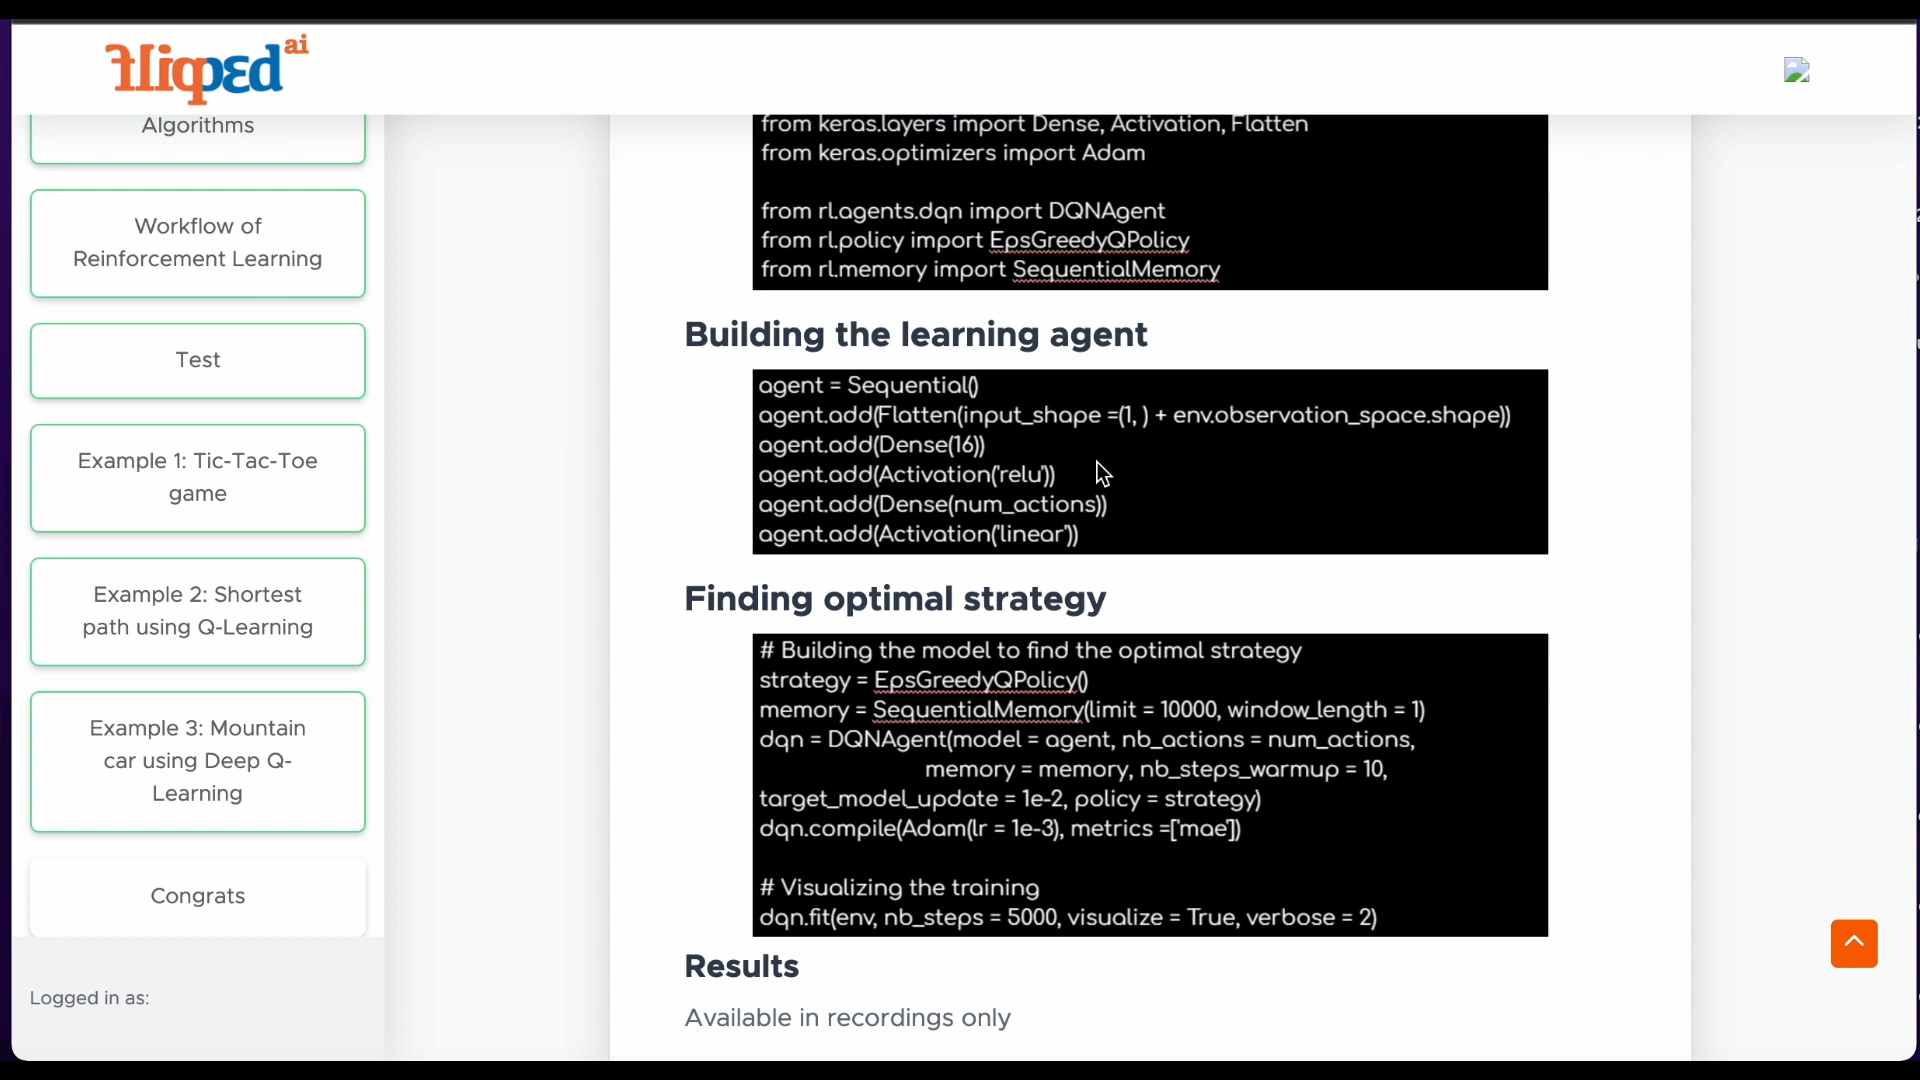 fliqped ai
Algorithms
Workflow of
Reinforcement Learning
Test
Example 1: Tic-Tac-Toe
game
Example 2: Shortest
path using Q-Learning
Example 3: Mountain
car using Deep Q-
Learning
Congrats
Logged in as:
from keras.layers import Dense, Activation, Flatten
from keras.optimizers import Adam
from rl.agents.dqn import DQNAgent
from rl.policy import EpsGreedyQPolicy
from rl.memory import SequentialMemory
Building the learning agent
agent = Sequential()
agent.add(Flatten(input_shape =(1, ) + env.observation_space.shape))
agent.add(Dense(16))
agent.add(Activation('relu'))
agent.add(Dense(num_actions))
agent.add(Activation('linear'))
Finding optimal strategy
# Building the model to find the optimal strategy
strategy = EpsGreedyQPolicy()
memory = SequentialMemory(limit = 10000, window_length = 1)
dqn = DQNAgent(model = agent, nb_actions = num_actions,
memory = memory, nb_steps_warmup = 10,
target_model_update = 1e-2, policy = strategy)
dqn.compile(Adam(lr = 1e-3), metrics =['mae'])
# Visualizing the training
dqn.fit(env, nb_steps = 5000, visualize = True, verbose = 2)
Results
Available in recordings only